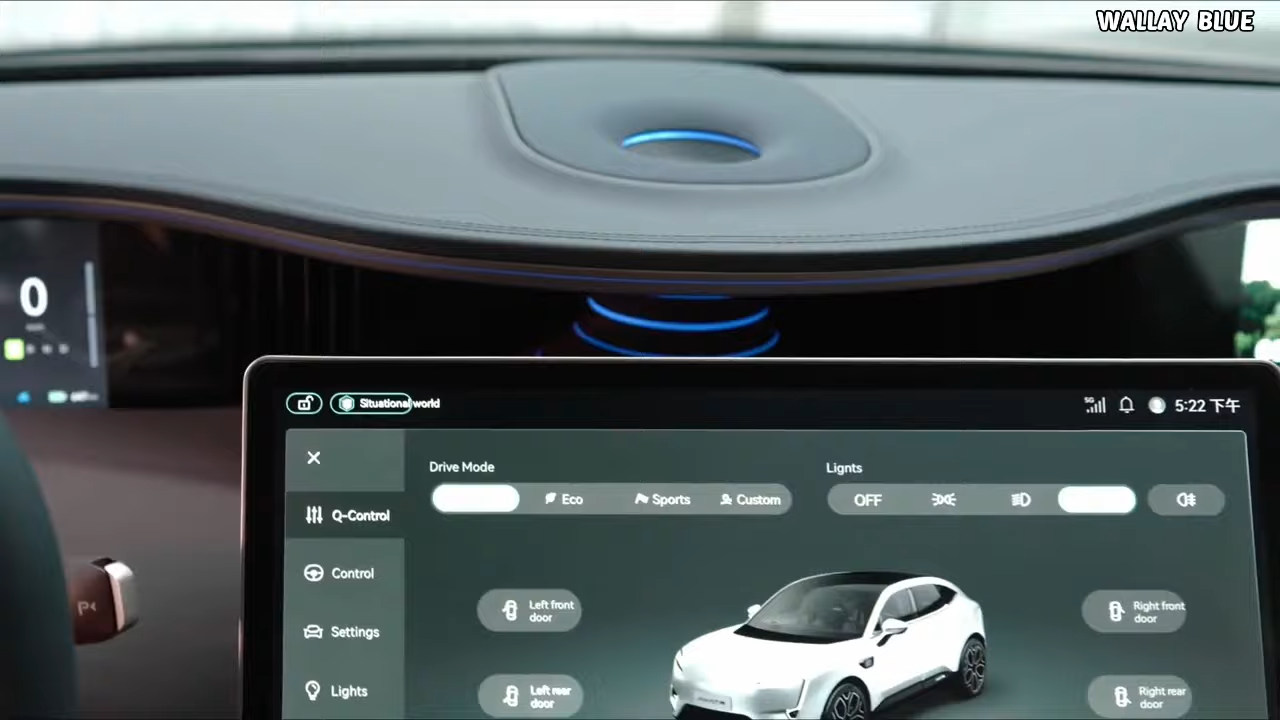 WALLAY BLUE
0
Situational world
5G
5:22 下午
Drive Mode
Lignts
Eco
Sports
Custom
OFF
Q-Control
Control
Settings
Lights
Left front
door
Right front
door
Left rear
door
Right rear
door
P